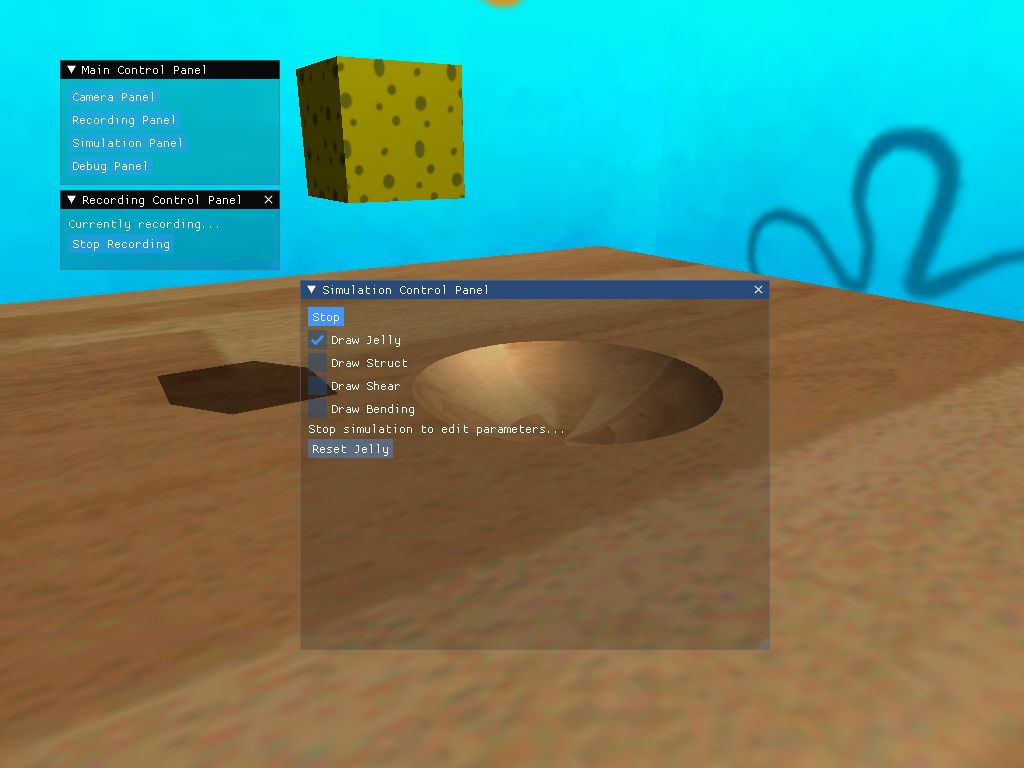 Main Control Panel
Camera Panel
Recording Panel
Simulation Panel
Debug Panel
Recording Control Panel
Currently recording...
Stop Recording
Simulation Control Panel
Stop
Draw Jelly
Draw Struct
Draw Shear
Draw Bending
Stop simulation to edit parameters...
Reset Jelly